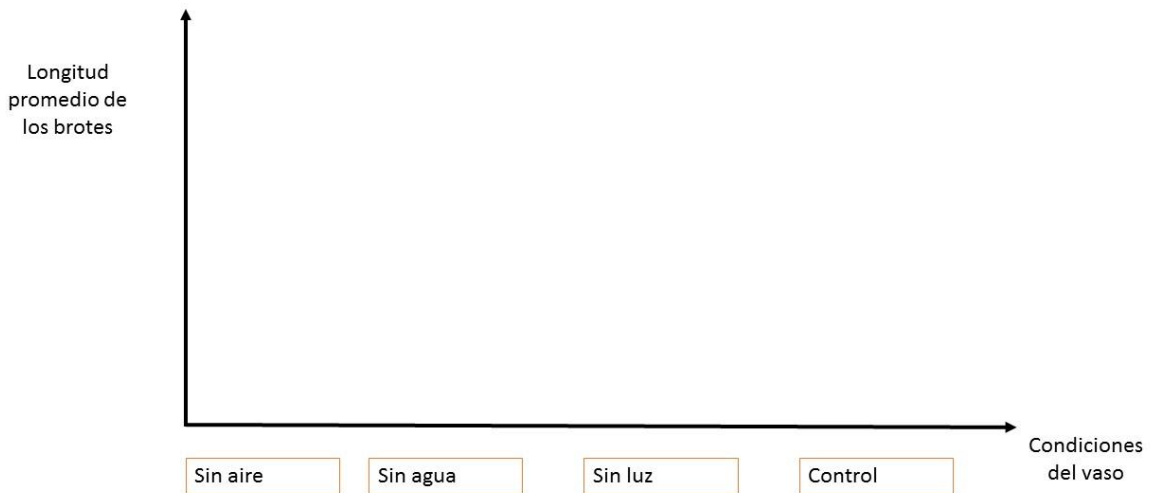 Longitud
promedio de
los brotes
Condiciones
del vaso
Sin aire
Sin agua
Sin luz
Control